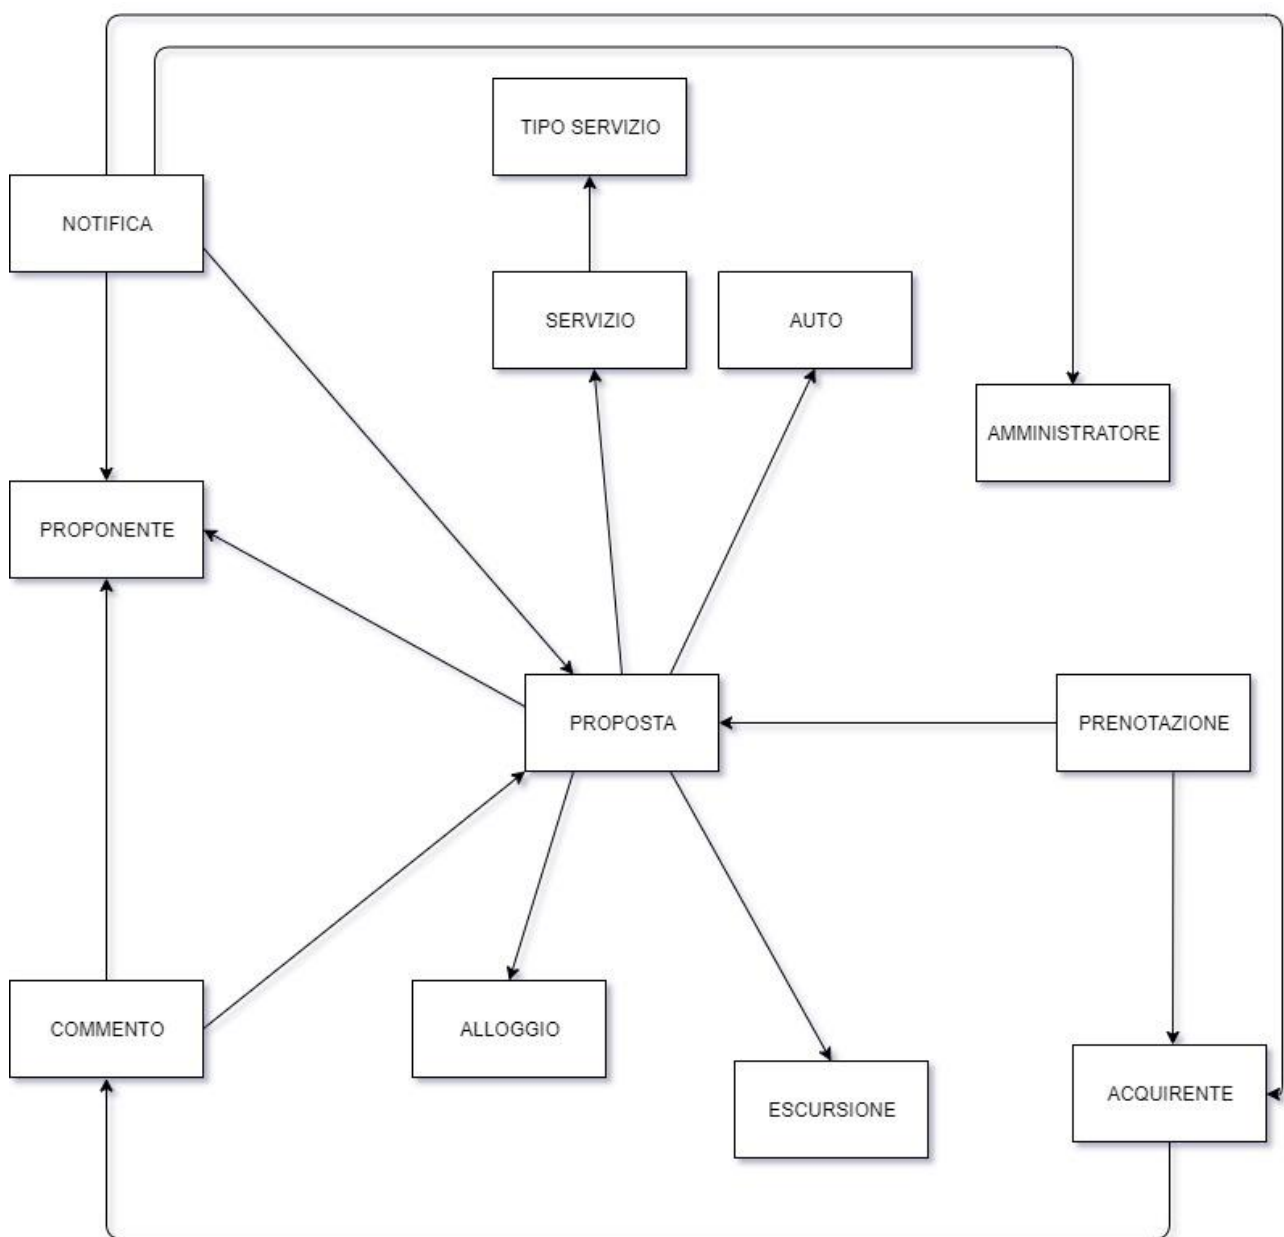 TIPO SERVIZIO
NOTIFICA
SERVIZIO
AUTO
AMMINISTRATORE
PROPONENTE
PROPOSTA
PRENOTAZIONE
COMMENTO
ALLOGGIO
ESCURSIONE
ACQUIRENTE